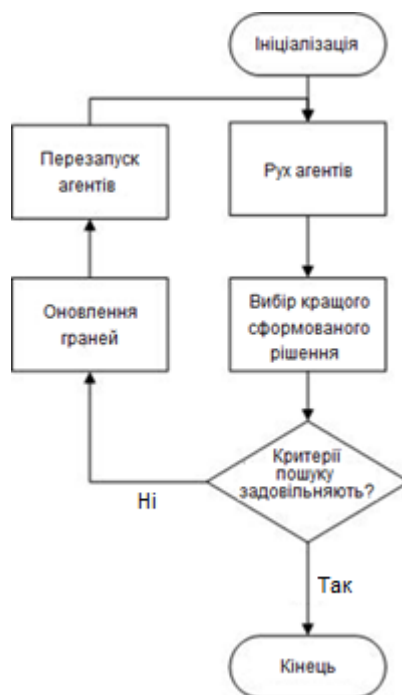 Ініціалізація
Перезапуск
агентів
Рух агентів
Оновлення
граней
Вибір кращого
сформованого
рішення
Критерії
пошуку
задовільняють?
Ні
Так
Кінець